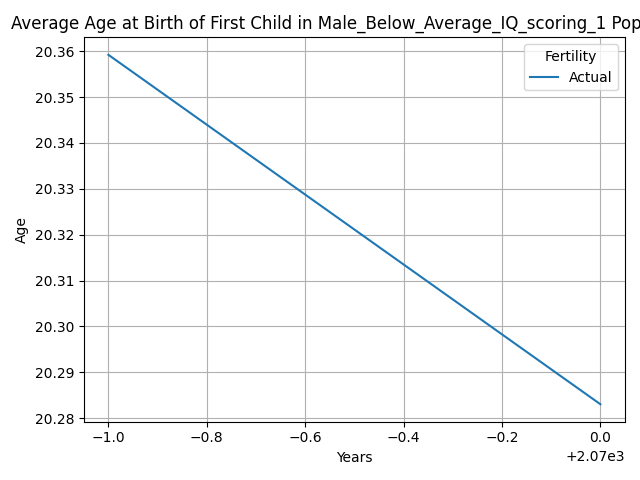 Average Age at Birth of First Child in Male_Below_Average_IQ_scoring_1 Pop
Fertility
Actual
20.36
20.35
20.34
20.33
20.32
20.31
20.30
20.29
20.28
Age
−1.0 −0.8 −0.6 −0.4 −0.2 0.0
+2.07e3
Years